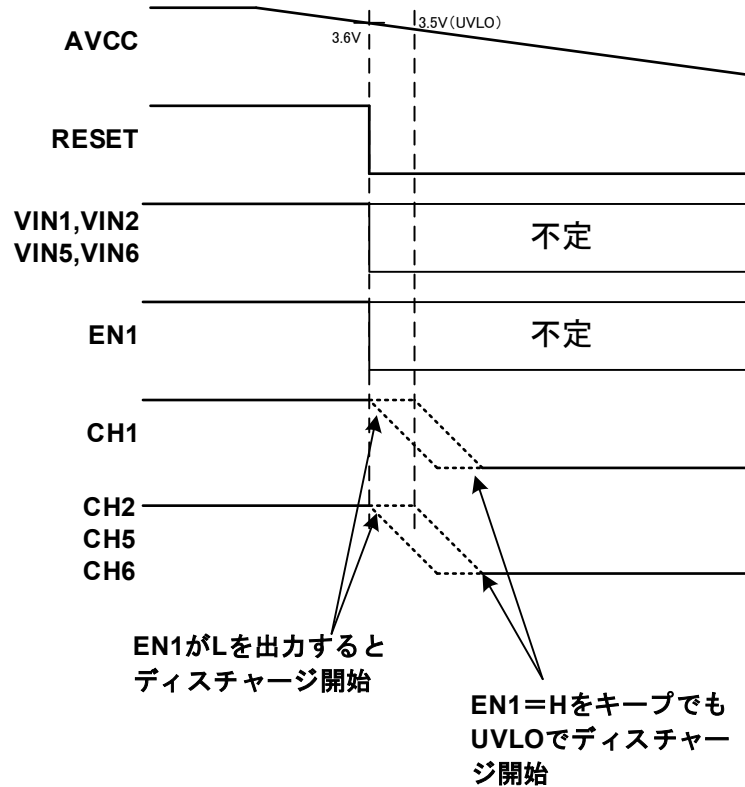 3.5V(UVLO)
AVCC
3.6V
RESET
VIN1,VIN2
VIN5,VIN6
不定
EN1
不定
CH1
CH2
CH5
CH6
EN1がLを出力すると
ディスチャージ開始
EN1＝Hをキープでも
UVLOでディスチャー
ジ開始